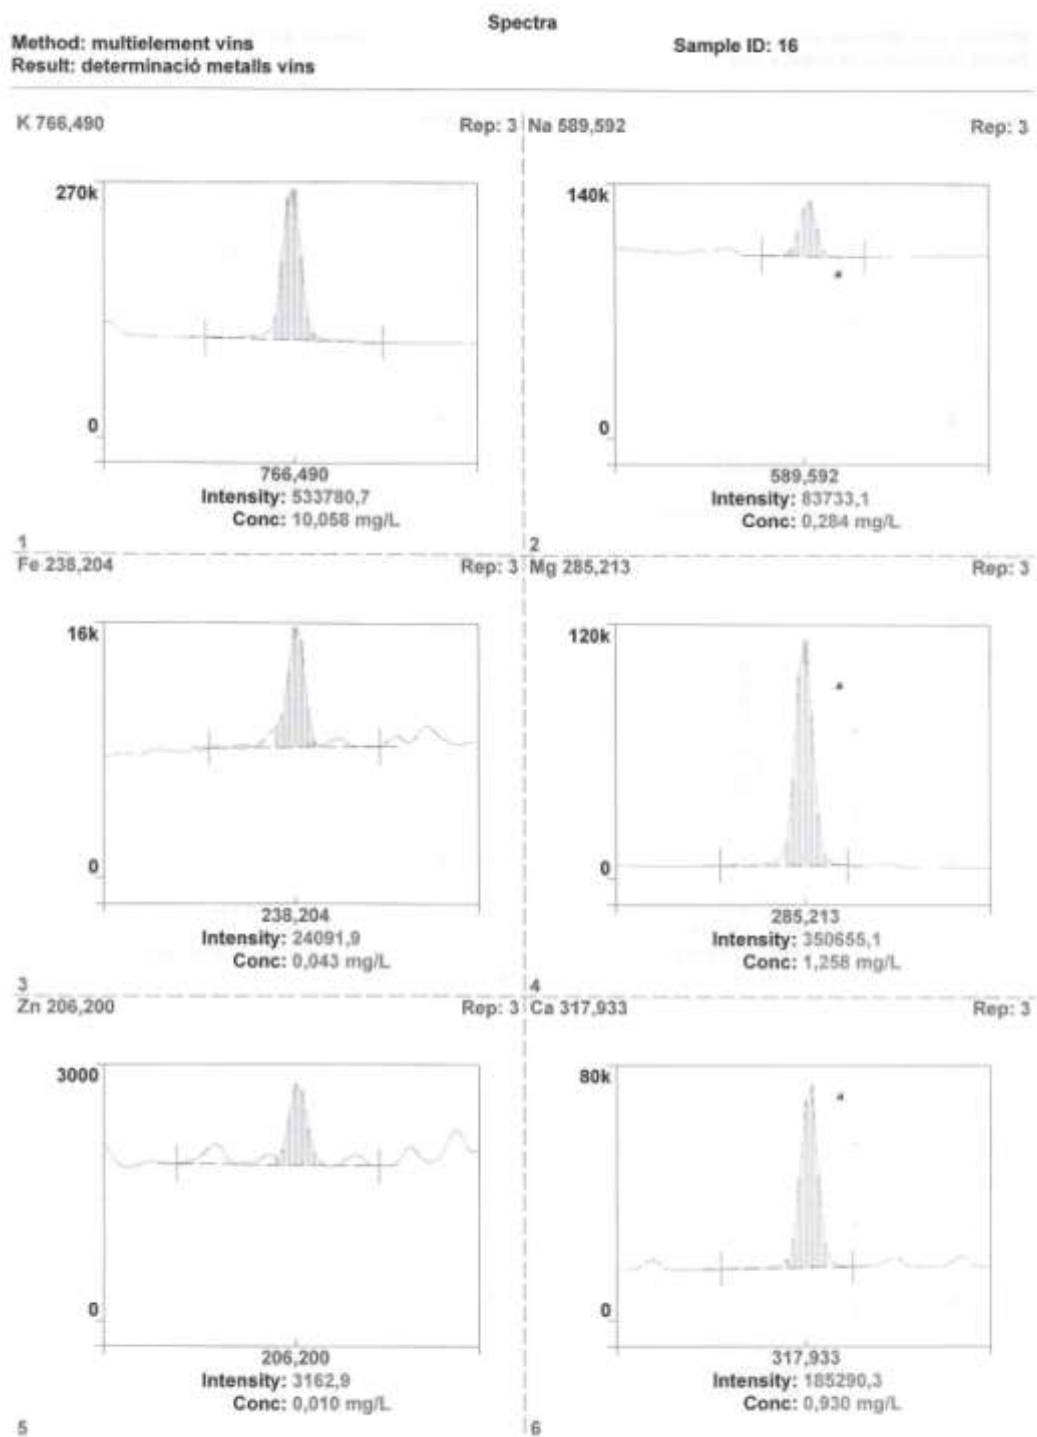 Spectra
Method: multielement vins
Sample ID: 16
Result: determinació metalls vins
K 766,490
Rep: 3
270k
0
766,490
Intensity: 533780,7
Conc: 10,058 mg/L
1
Na 589,592
Rep: 3
140k
0
589,592
Intensity: 83733,1
Conc: 0,284 mg/L
2
Fe 238,204
Rep: 3
16k
0
238,204
Intensity: 24091,9
Conc: 0,043 mg/L
3
Mg 285,213
Rep: 3
120k
0
285,213
Intensity: 350655,1
Conc: 1,258 mg/L
4
Zn 206,200
Rep: 3
3000
0
206,200
Intensity: 3162,9
Conc: 0,010 mg/L
5
Ca 317,933
Rep: 3
80k
0
317,933
Intensity: 185290,3
Conc: 0,930 mg/L
6